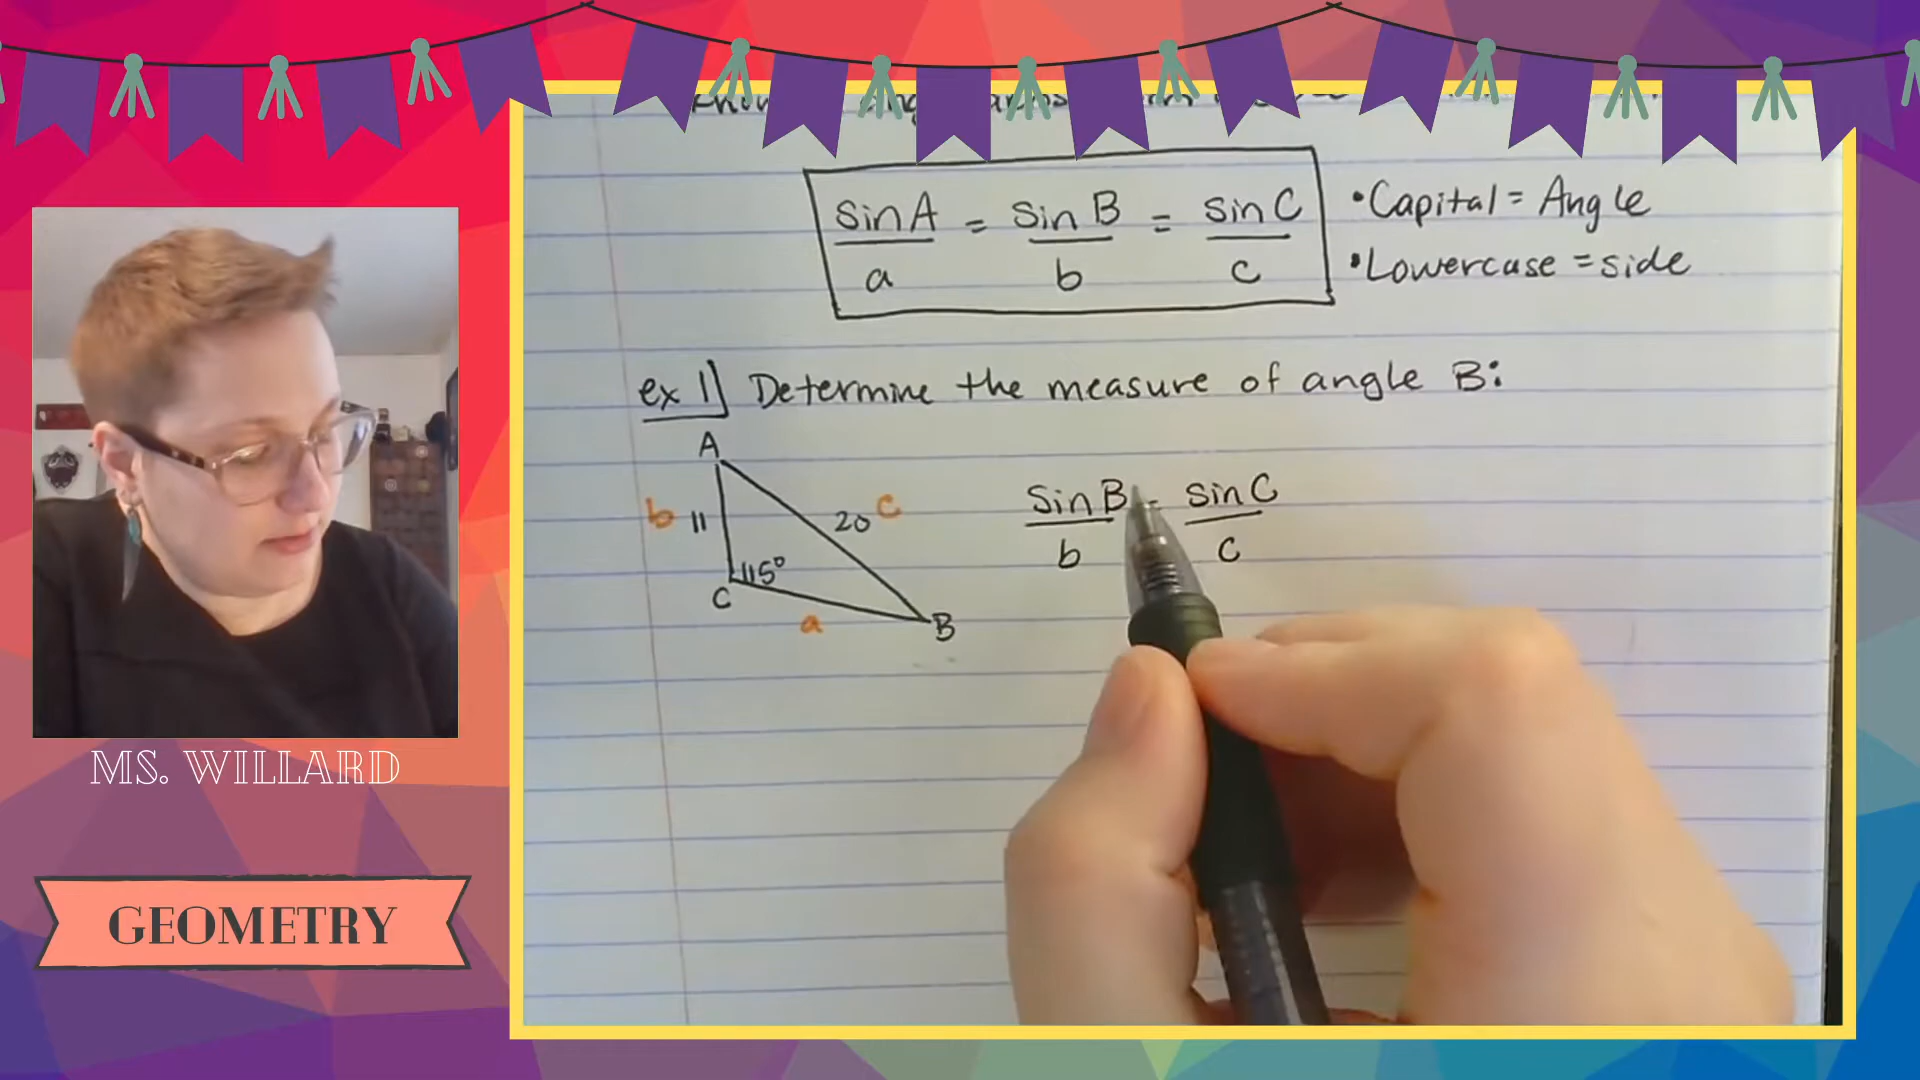 sin A = sin B = sin C
a b c
•Capital = Angle
•Lowercase = side
ex 1] Determine the measure of angle B:
A
b 11
20 c
115°
C
a
B
sin B = sin C
b c
MS. WILLARD
GEOMETRY